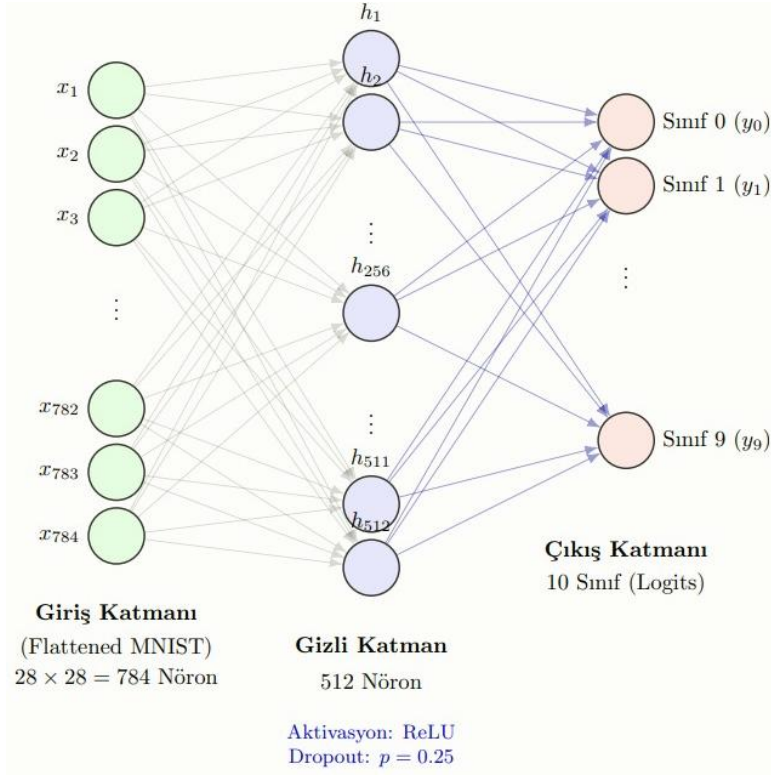 x₁
x₂
x₃
⋮
x₇₈₂
x₇₈₃
x₇₈₄
Giriş Katmanı
(Flattened MNIST)
28 × 28 = 784 Nöron
h₁
h₂
⋮
h₂₅₆
⋮
h₅₁₁
h₅₁₂
Gizli Katman
512 Nöron
Aktivasyon: ReLU
Dropout: p = 0.25
Sınıf 0 (y₀)
Sınıf 1 (y₁)
⋮
Sınıf 9 (y₉)
Çıkış Katmanı
10 Sınıf (Logits)